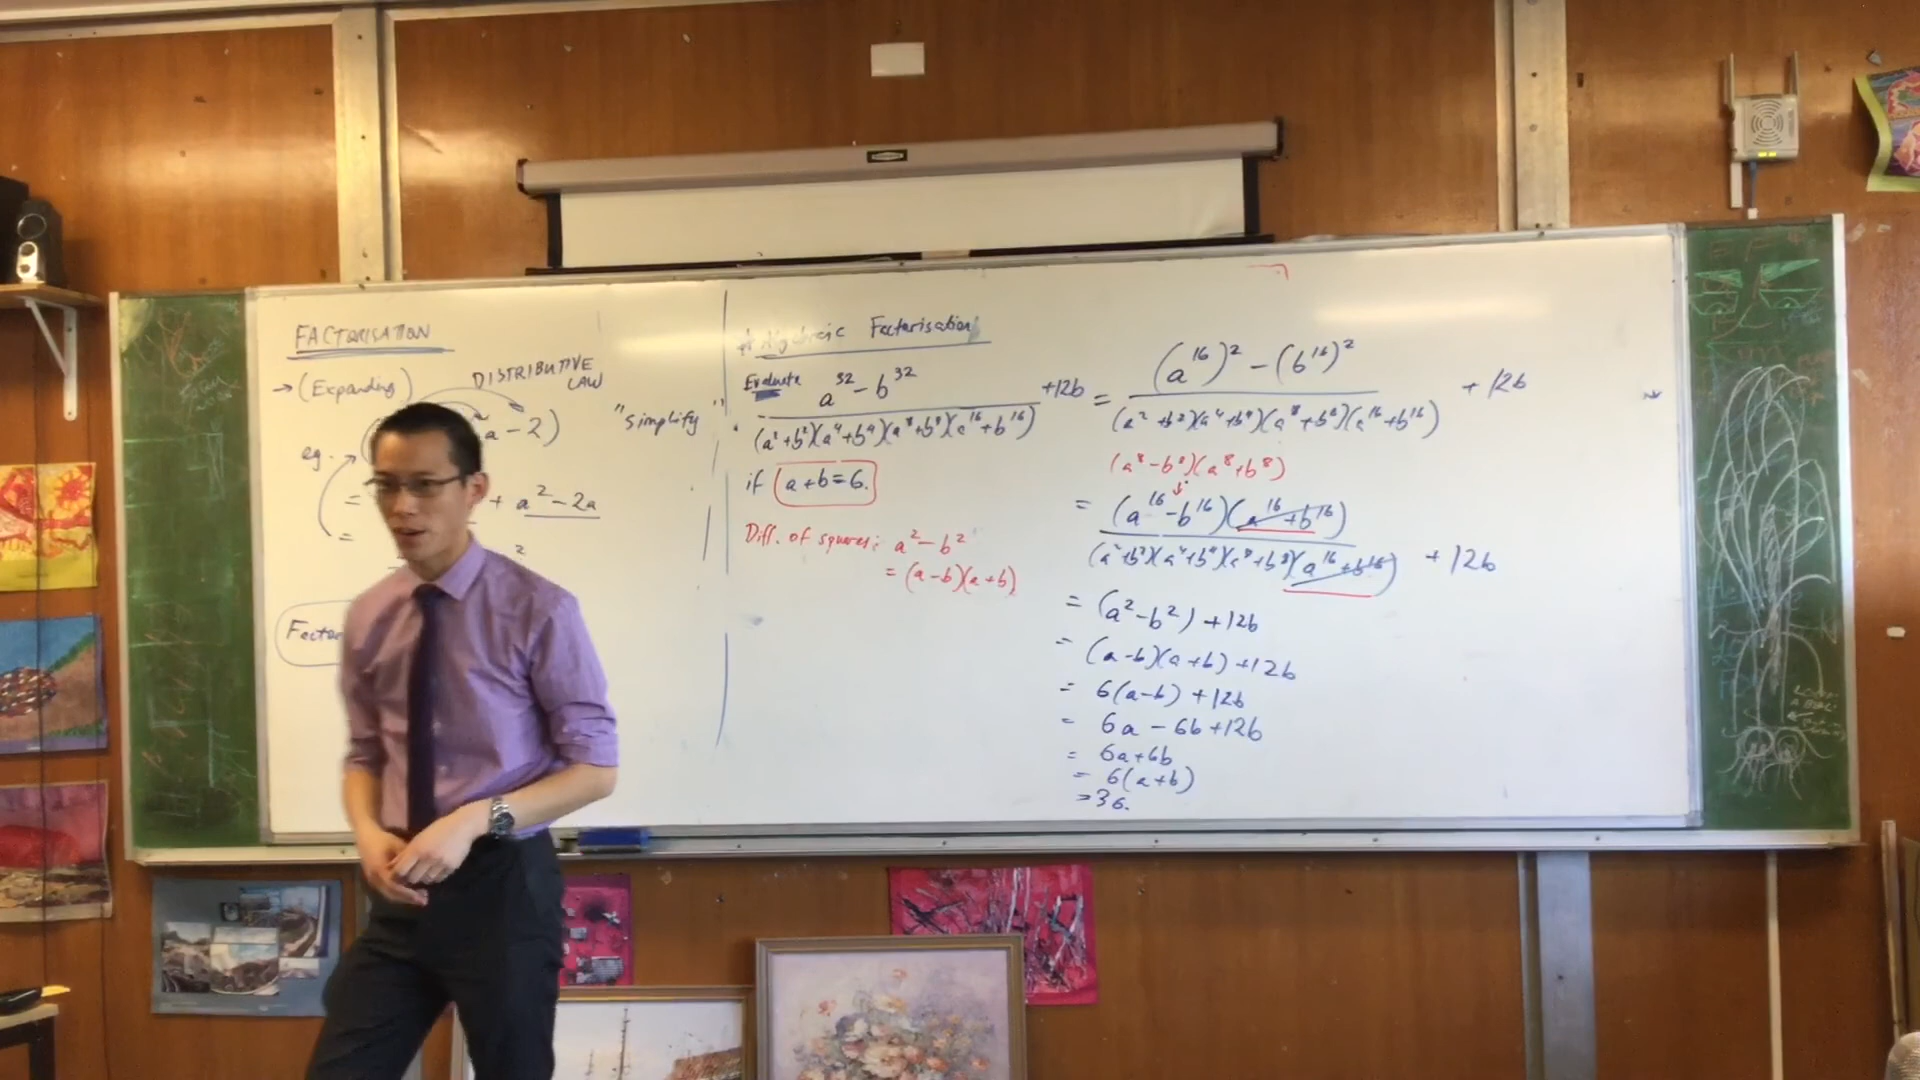 FACTORISATION
→ (Expanding)
DISTRIBUTIVE
LAW
eg.
a - 2)
= + a² - 2a
=
²
"simplify"
Algebraic Factorisation
Evaluate
a³² - b³² / (a²+b²)(a⁴+b⁴)(a⁸+b⁸)(a¹⁶+b¹⁶) + 12b
if a+b=6.
Diff. of squares: a² - b²
= (a-b)(a+b)
= (a¹⁶)² - (b¹⁶)² / (a²+b²)(a⁴+b⁴)(a⁸+b⁸)(a¹⁶+b¹⁶) + 12b
(a⁸-b⁸)(a⁸+b⁸)
= (a¹⁶-b¹⁶)(a¹⁶+b¹⁶) / (a²+b²)(a⁴+b⁴)(a⁸+b⁸)(a¹⁶+b¹⁶) + 12b
= (a²-b²) + 12b
= (a-b)(a+b) + 12b
= 6(a-b) + 12b
= 6a - 6b + 12b
= 6a + 6b
= 6(a+b)
= 36.